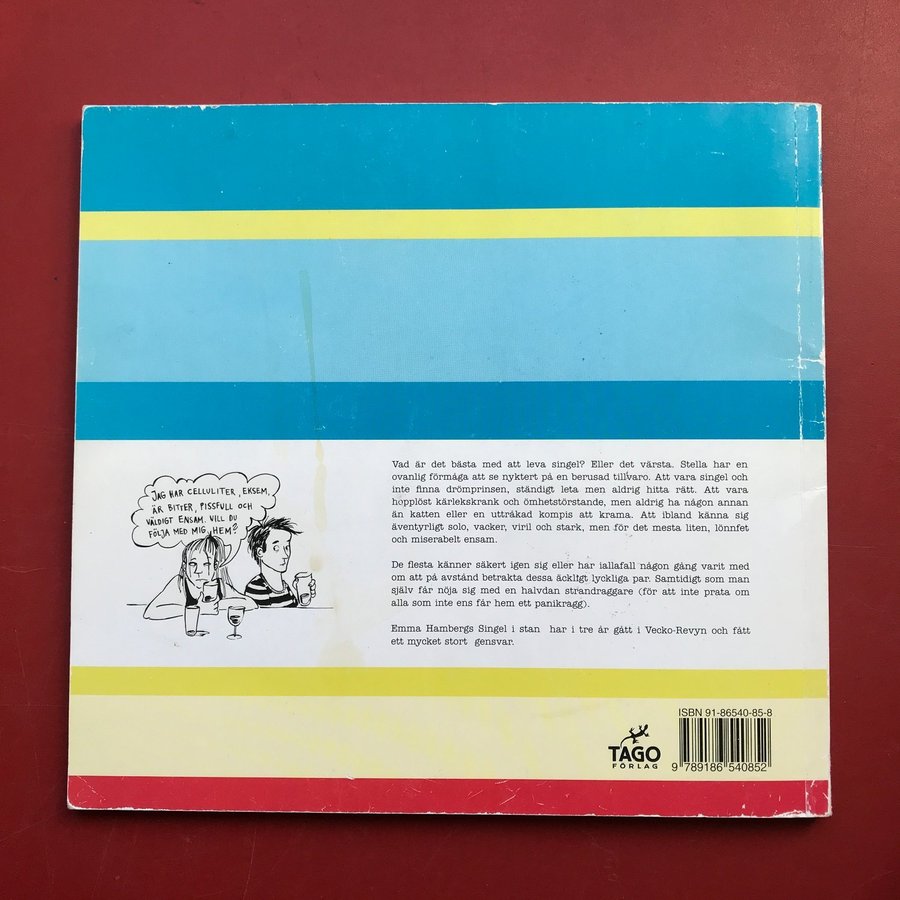 JAG HAR CELLULITER, EKSEM,
ÄR BITTER, PISSFULL OCH
VÄLDIGT ENSAM. VILL DU
FÖLJA MED MIG HEM?
Vad är det bästa med att leva singel? Eller det värsta. Stella har en
ovanlig förmåga att se nyktert på en berusad tillvaro. Att vara singel och
inte finna drömprinsen, ständigt leta men aldrig hitta rätt. Att vara
hopplöst kärlekskrank och ömhetstörstande, men aldrig ha någon annan
än katten eller en uttråkad kompis att krama. Att ibland känna sig
äventyrligt solo, vacker, viril och stark, men för det mesta liten, lönnfet
och miserabelt ensam.
De flesta känner säkert igen sig eller har iallafall någon gång varit med
om att på avstånd betrakta dessa äckligt lyckliga par. Samtidigt som man
själv får nöja sig med en halvdan strandraggare (för att inte prata om
alla som inte ens får hem ett panikragg).
Emma Hambergs Singel i stan har i tre år gått i Vecko-Revyn och fått
ett mycket stort gensvar.
TAGO
FÖRLAG
ISBN 91-86540-85-8
9 789186 540852